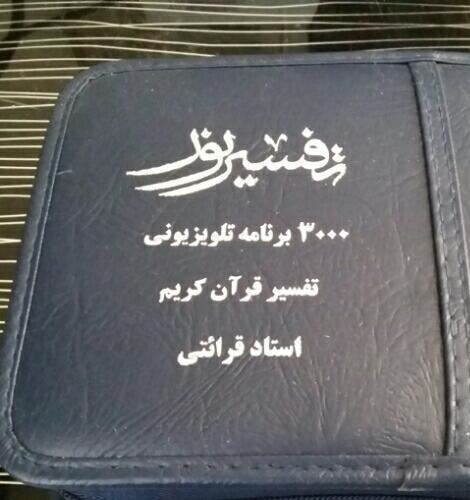 تفسیر نور
۳۰۰۰ برنامه تلویزیونی
تفسیر قرآن کریم
استاد قرائتی